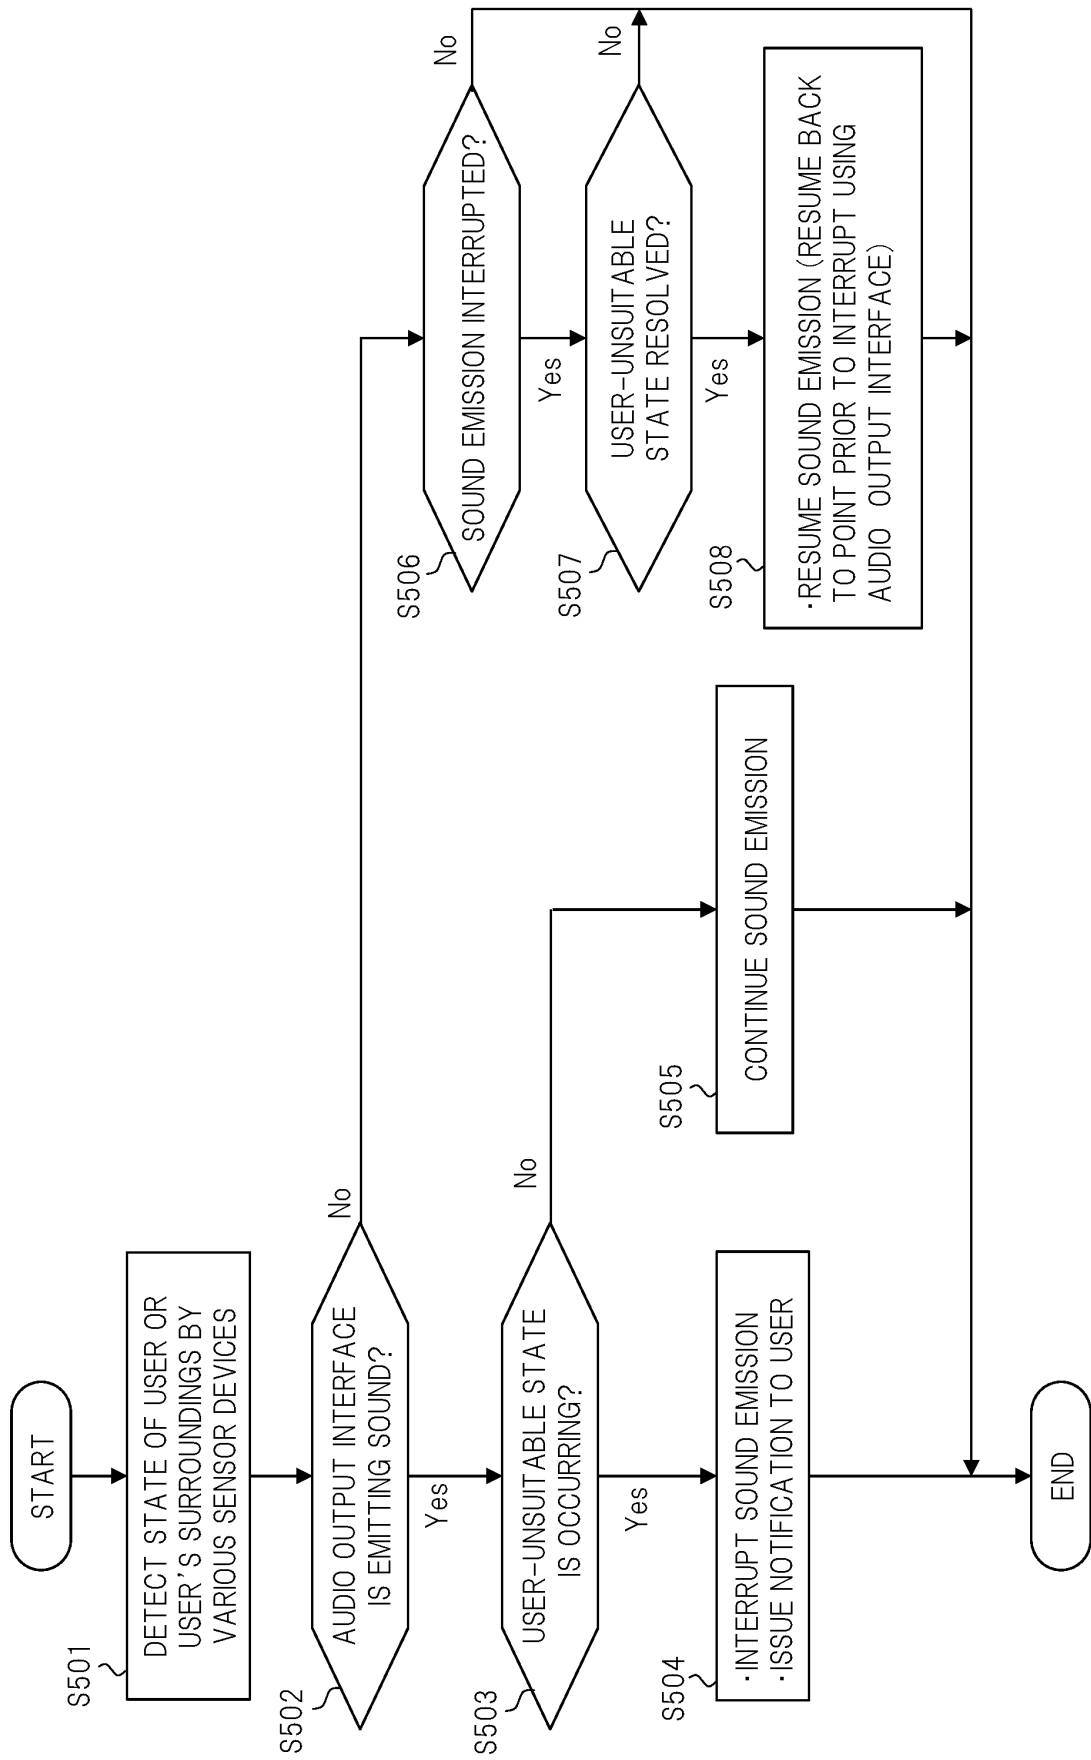 START
S501
DETECT STATE OF USER OR
USER'S SURROUNDINGS BY
VARIOUS SENSOR DEVICES
S502
AUDIO OUTPUT INTERFACE
IS EMITTING SOUND?
No
Yes
S503
USER-UNSUITABLE STATE
IS OCCURRING?
No
Yes
S504
·INTERRUPT SOUND EMISSION
·ISSUE NOTIFICATION TO USER
S505
CONTINUE SOUND EMISSION
S506
SOUND EMISSION INTERRUPTED?
No
Yes
S507
USER-UNSUITABLE
STATE RESOLVED?
No
Yes
S508
·RESUME SOUND EMISSION (RESUME BACK
TO POINT PRIOR TO INTERRUPT USING
AUDIO OUTPUT INTERFACE)
END